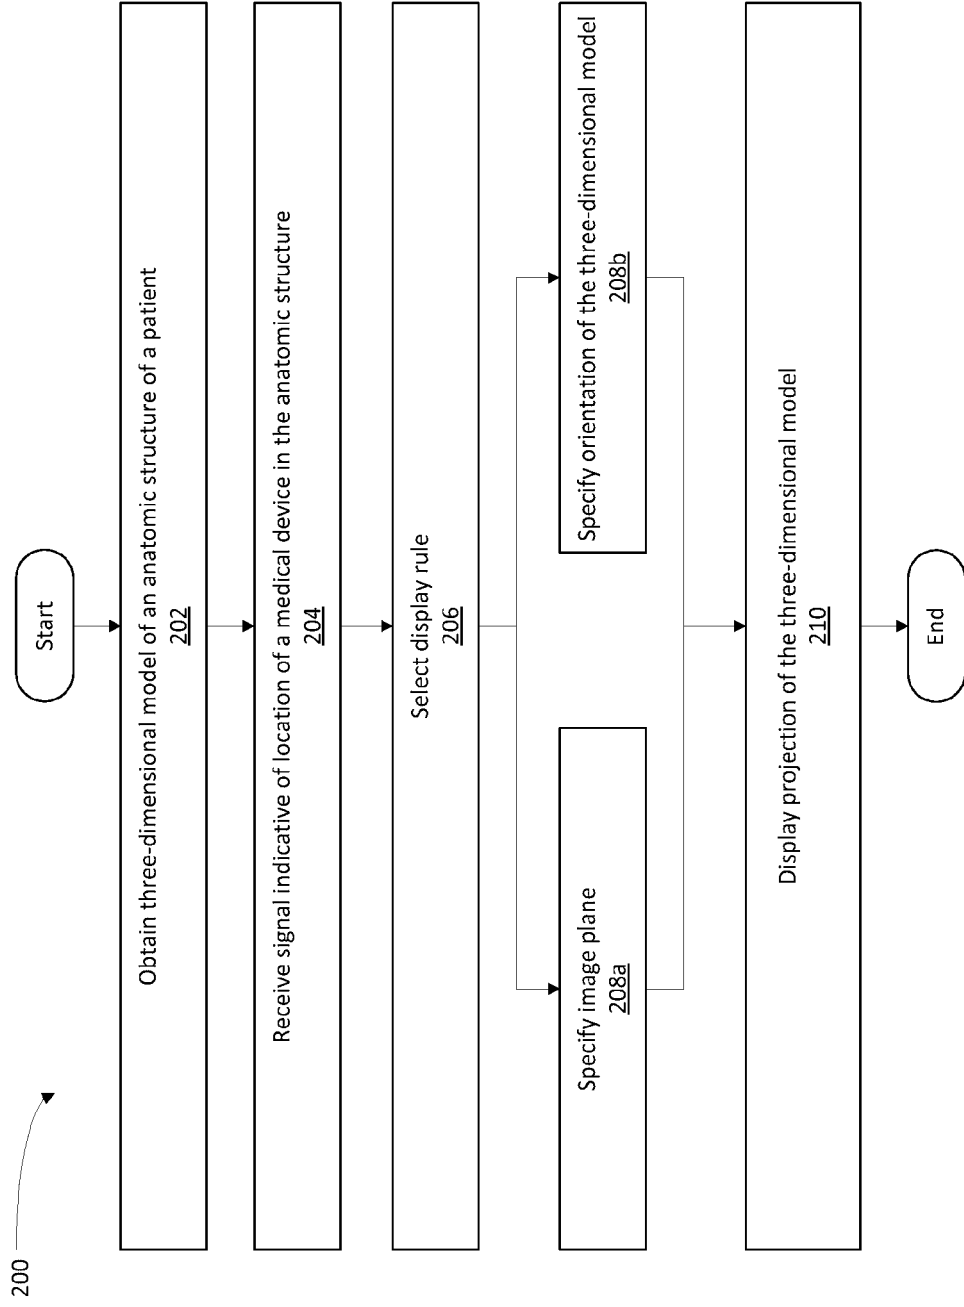 200
Start
Obtain three-dimensional model of an anatomic structure of a patient
202
Receive signal indicative of location of a medical device in the anatomic structure
204
Select display rule
206
Specify image plane
208a
Specify orientation of the three-dimensional model
208b
Display projection of the three-dimensional model
210
End